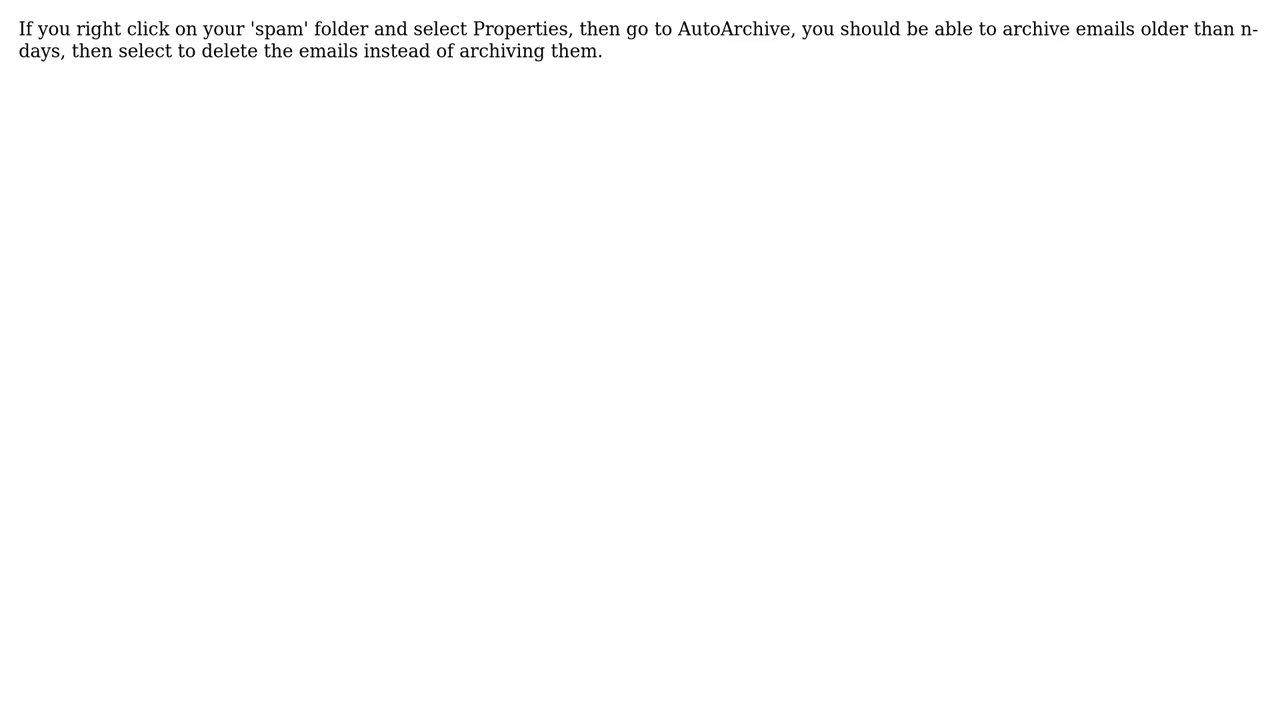 If you right click on your 'spam' folder and select Properties, then go to AutoArchive, you should be able to archive emails older than n-
days, then select to delete the emails instead of archiving them.